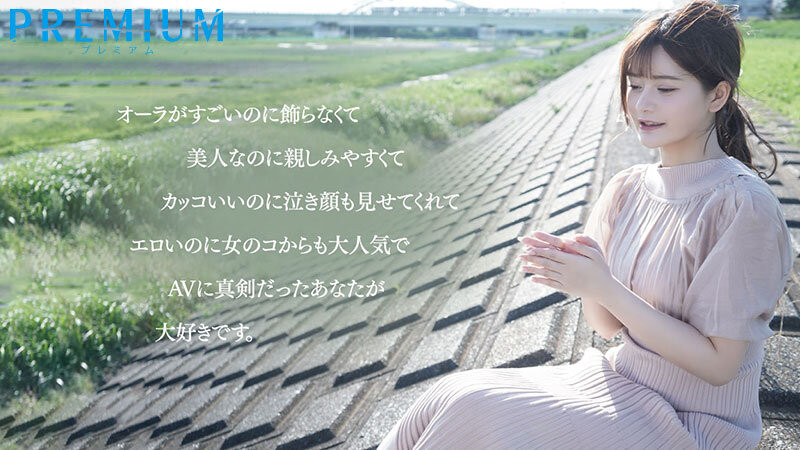 PREMIUM
プレミアム
オーラがすごいのに飾らなくて
美人なのに親しみやすくて
カッコいいのに泣き顔も見せてくれて
エロいのに女のコからも大人気で
AVに真剣だったあなたが
大好きです。